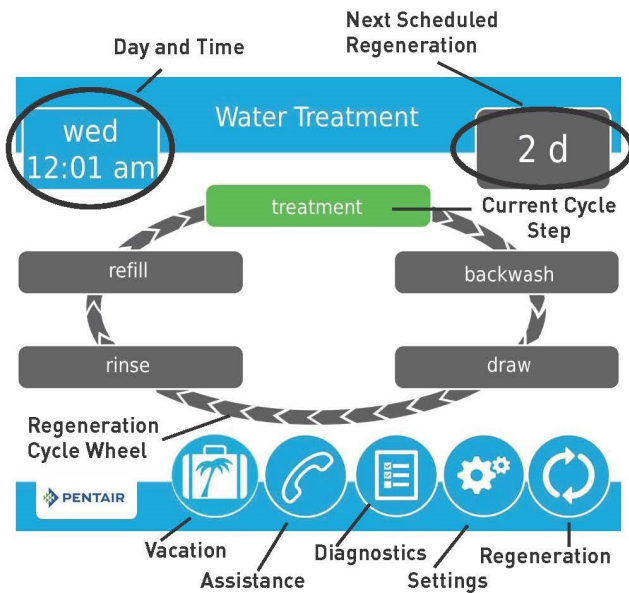 Day and Time
Next Scheduled
Regeneration
wed
12:01 am
Water Treatment
2 d
treatment
Current Cycle
Step
refill
backwash
rinse
draw
Regeneration
Cycle Wheel
PENTAIR
Vacation
Assistance
Diagnostics
Settings
Regeneration